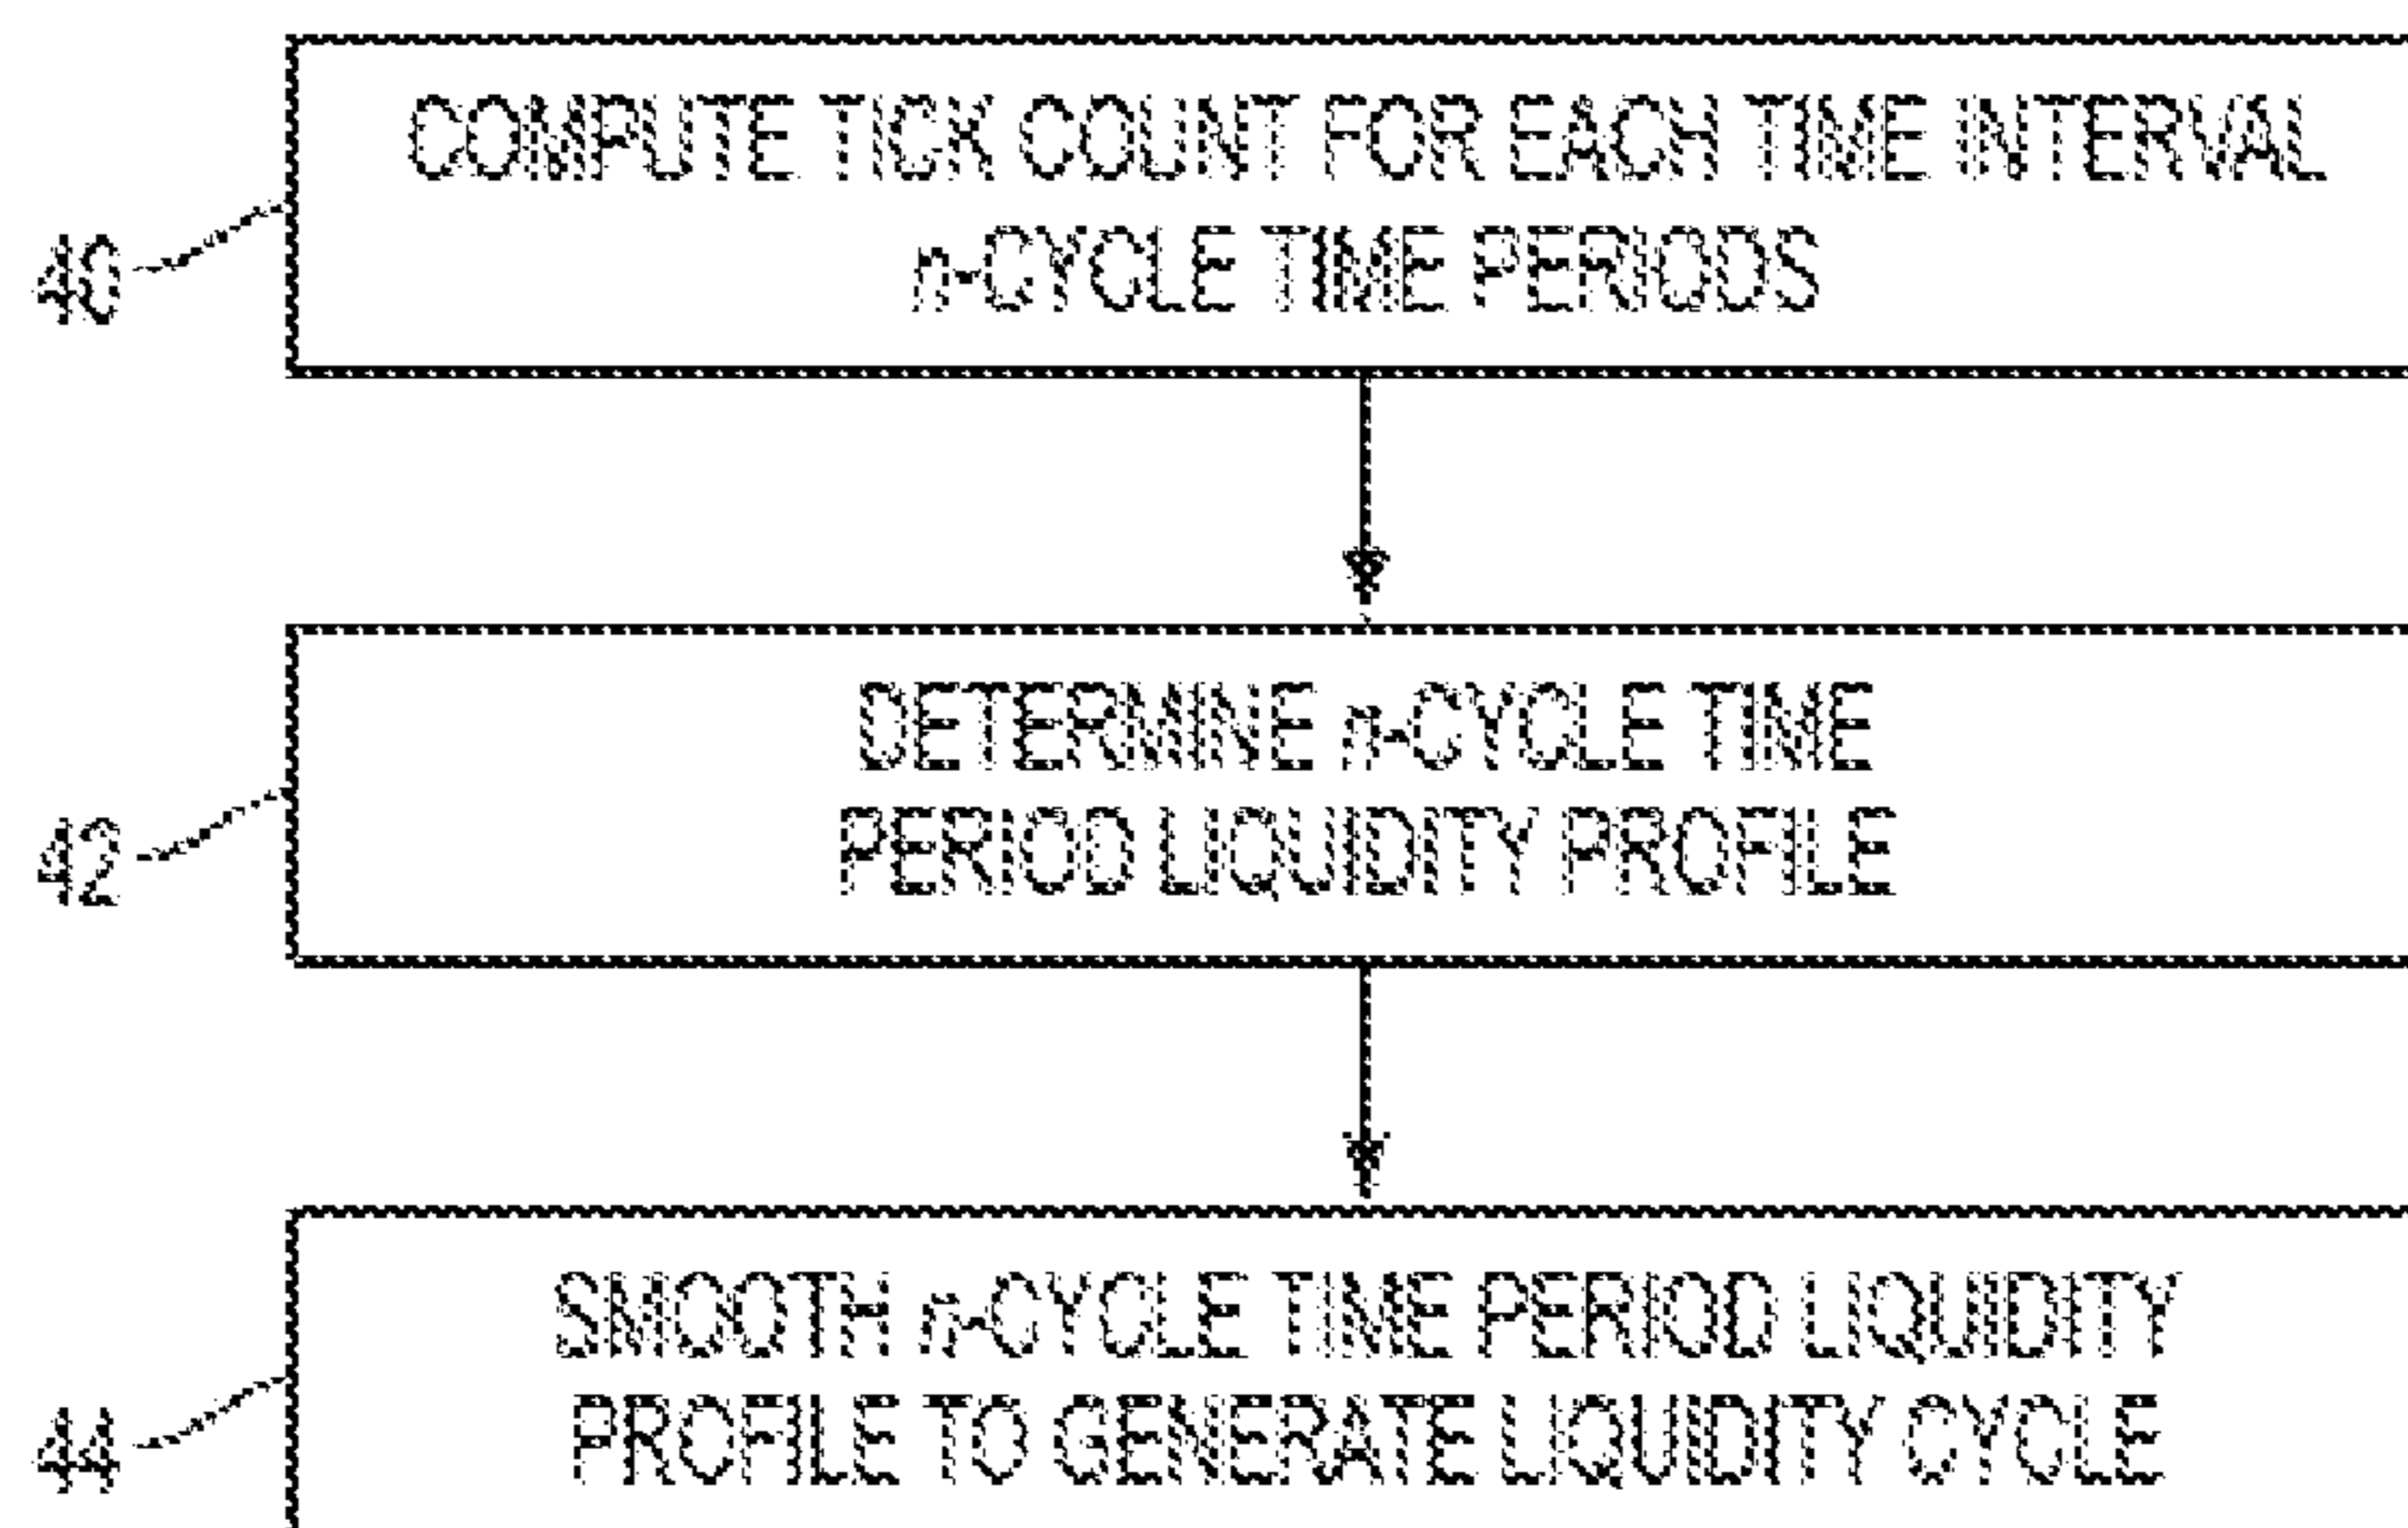 COMPUTE TICK COUNT FOR EACH TIME INTERVAL
n-CYCLE TIME PERIODS
40
DETERMINE n-CYCLE TIME
PERIOD LIQUIDITY PROFILE
42
SMOOTH n-CYCLE TIME PERIOD LIQUIDITY
PROFILE TO GENERATE LIQUIDITY CYCLE
44